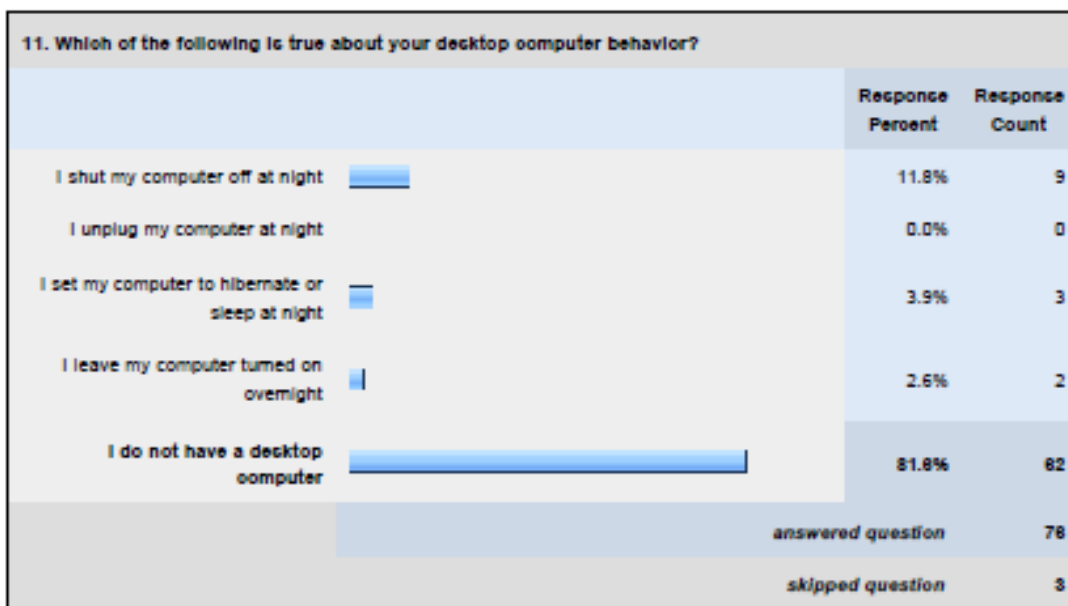 11. Which of the following is true about your desktop computer behavior?
Response Percent
Response Count
I shut my computer off at night 11.8% 9
I unplug my computer at night 0.0% 0
I set my computer to hibernate or sleep at night 3.9% 3
I leave my computer turned on overnight 2.6% 2
I do not have a desktop computer 81.6% 62
answered question 76
skipped question 3